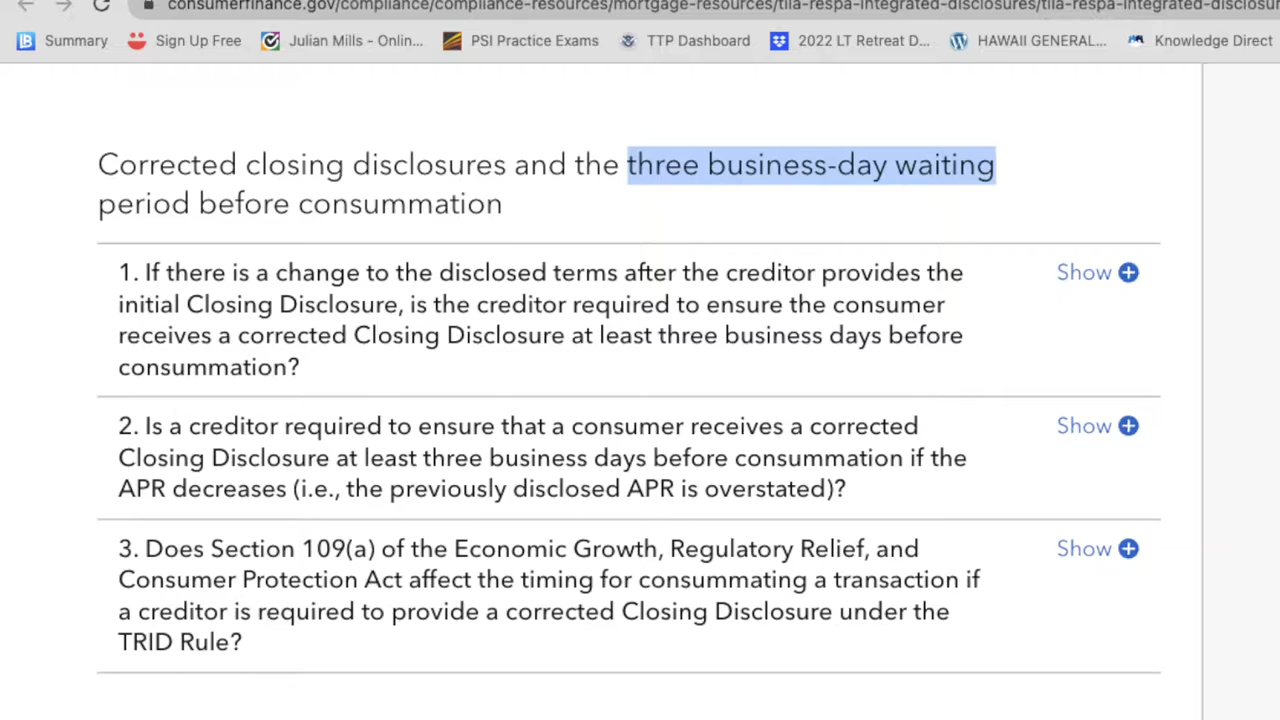 consumerfinance.gov/compliance/compliance-resources/mortgage-resources/tila-respa-integrated-disclosures/tila-respa-integrated-disclosur
Summary Sign Up Free Julian Mills – Onlin... PSI Practice Exams TTP Dashboard 2022 LT Retreat D... HAWAII GENERAL... Knowledge Direct
Corrected closing disclosures and the three business-day waiting
period before consummation
1. If there is a change to the disclosed terms after the creditor provides the Show
initial Closing Disclosure, is the creditor required to ensure the consumer
receives a corrected Closing Disclosure at least three business days before
consummation?
2. Is a creditor required to ensure that a consumer receives a corrected Show
Closing Disclosure at least three business days before consummation if the
APR decreases (i.e., the previously disclosed APR is overstated)?
3. Does Section 109(a) of the Economic Growth, Regulatory Relief, and Show
Consumer Protection Act affect the timing for consummating a transaction if
a creditor is required to provide a corrected Closing Disclosure under the
TRID Rule?